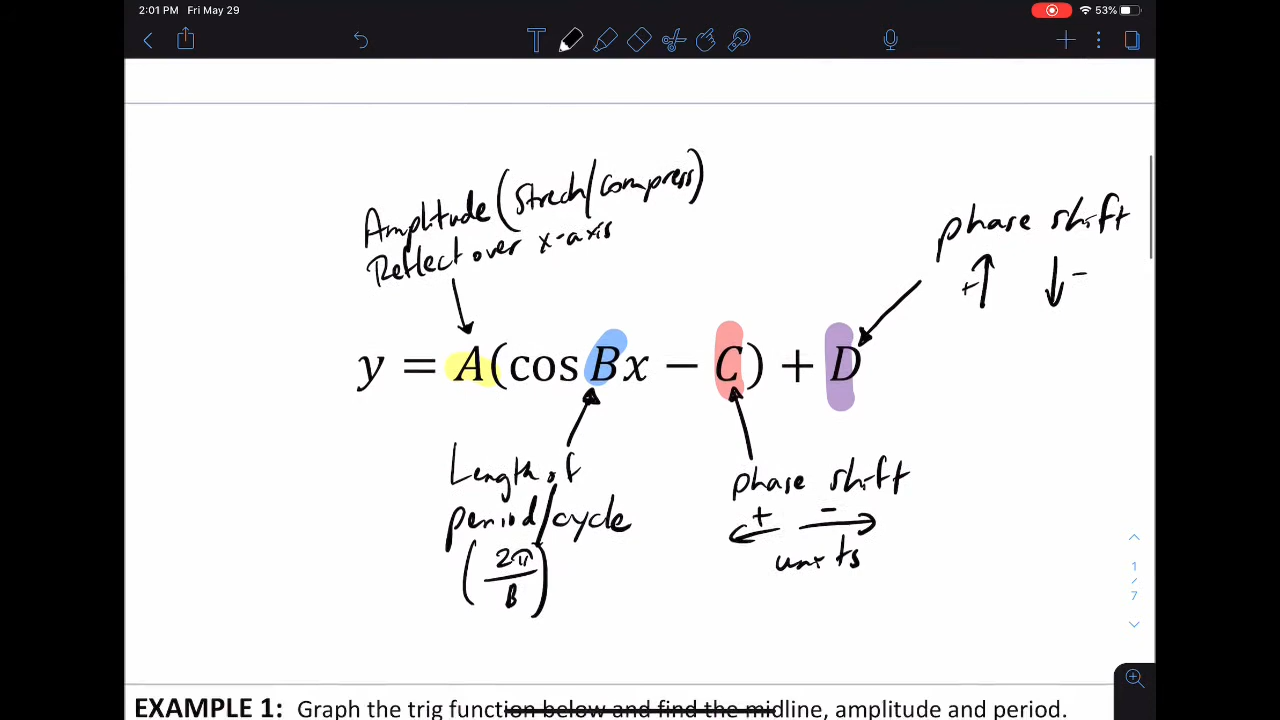 2:01 PM Fri May 29
53%
Amplitude (Strech/compress)
Reflect over x-axis
phase shift
+ -
y = A(cos Bx − C) + D
Length of
period/cycle
(2π/B)
phase shift
+ -
units
1
/
7
EXAMPLE 1: Graph the trig function below and find the midline, amplitude and period.